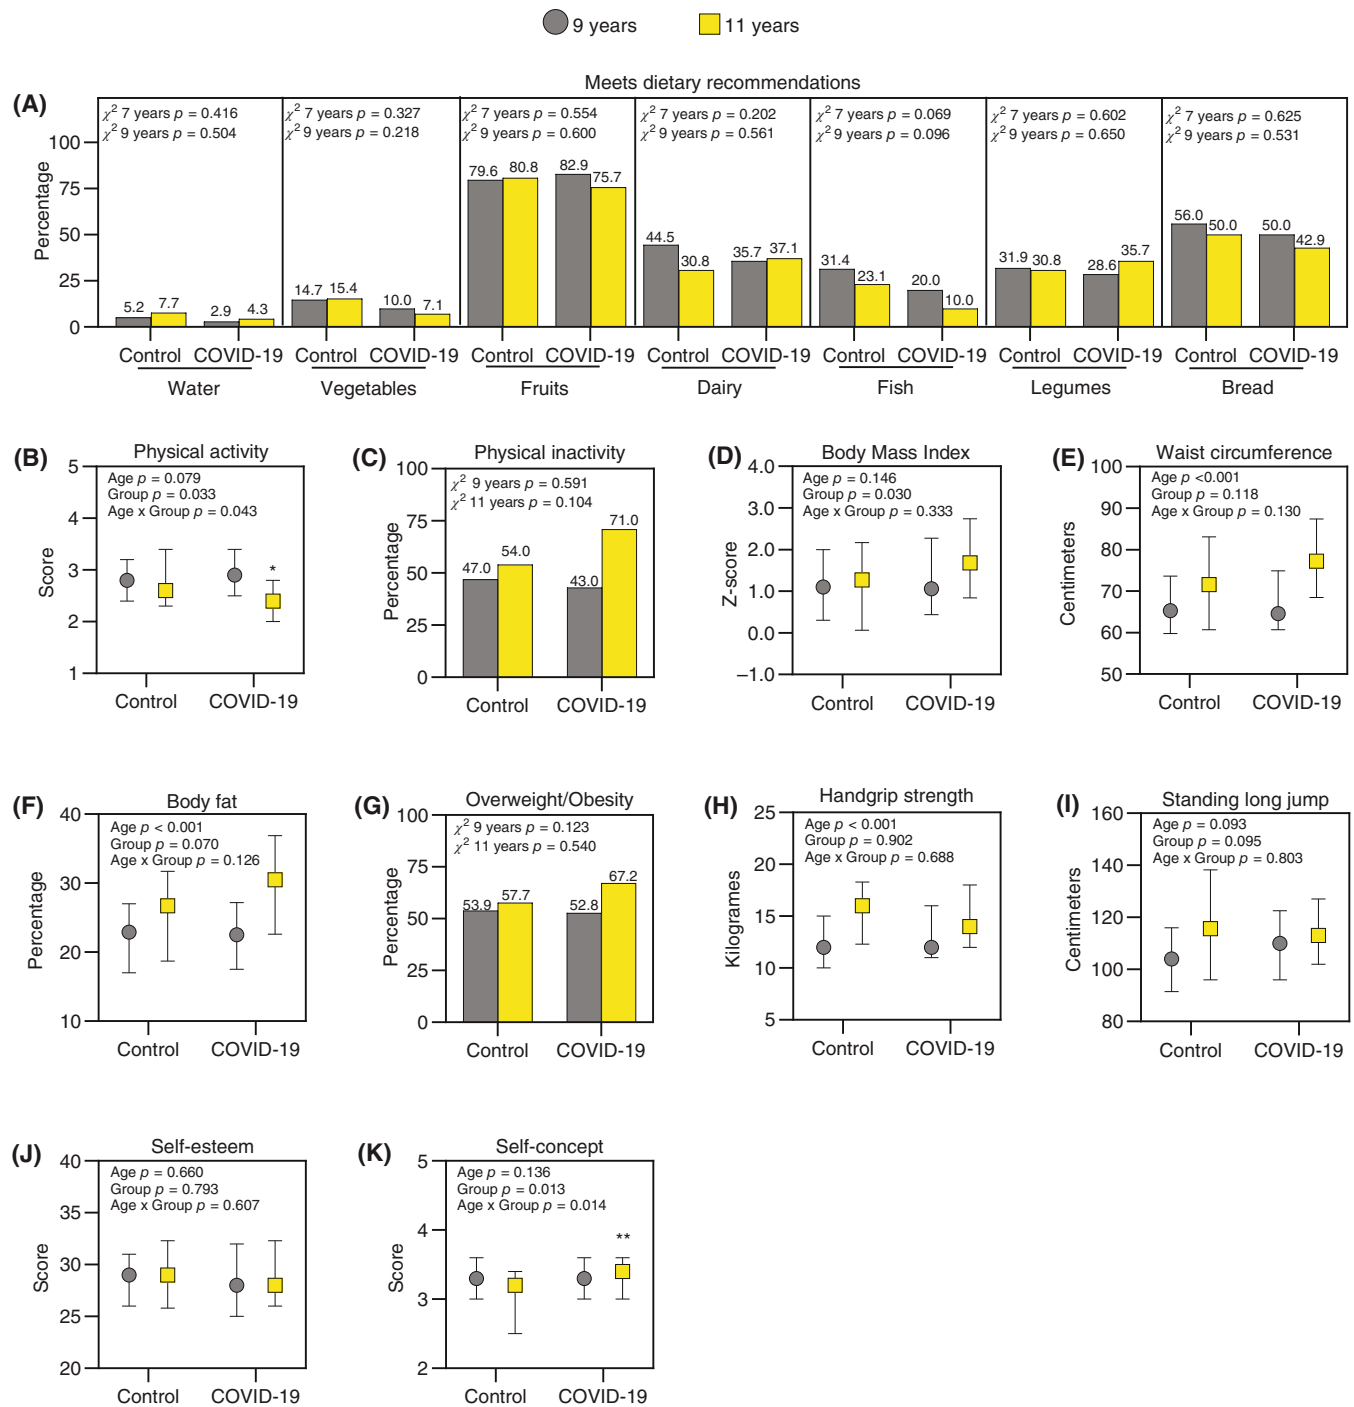 9 years
11 years
Meets dietary recommendations
(A)
χ² 7 years p = 0.416
χ² 9 years p = 0.504
χ² 7 years p = 0.327
χ² 9 years p = 0.218
χ² 7 years p = 0.554
χ² 9 years p = 0.600
χ² 7 years p = 0.202
χ² 9 years p = 0.561
χ² 7 years p = 0.069
χ² 9 years p = 0.096
χ² 7 years p = 0.602
χ² 9 years p = 0.650
χ² 7 years p = 0.625
χ² 9 years p = 0.531
Percentage
100
75
50
25
0
5.2 7.7 2.9 4.3
14.7 15.4 10.0 7.1
79.6 80.8 82.9 75.7
44.5 30.8 35.7 37.1
31.4 23.1 20.0 10.0
31.9 30.8 28.6 35.7
56.0 50.0 50.0 42.9
Control COVID-19 Control COVID-19 Control COVID-19 Control COVID-19 Control COVID-19 Control COVID-19 Control COVID-19
Water Vegetables Fruits Dairy Fish Legumes Bread
(B)
Physical activity
Age p = 0.079
Group p = 0.033
Age x Group p = 0.043
Score
5
4
3
2
1
*
Control COVID-19
(C)
Physical inactivity
χ² 9 years p = 0.591
χ² 11 years p = 0.104
Percentage
100
75
50
25
0
47.0 54.0 43.0 71.0
Control COVID-19
(D)
Body Mass Index
Age p = 0.146
Group p = 0.030
Age x Group p = 0.333
Z-score
4.0
3.0
2.0
1.0
0.0
–1.0
Control COVID-19
(E)
Waist circumference
Age p <0.001
Group p = 0.118
Age x Group p = 0.130
Centimeters
100
90
80
70
60
50
Control COVID-19
(F)
Body fat
Age p < 0.001
Group p = 0.070
Age x Group p = 0.126
Percentage
40
30
20
10
Control COVID-19
(G)
Overweight/Obesity
χ² 9 years p = 0.123
χ² 11 years p = 0.540
Percentage
100
75
50
25
0
53.9 57.7 52.8 67.2
Control COVID-19
(H)
Handgrip strength
Age p < 0.001
Group p = 0.902
Age x Group p = 0.688
Kilogrames
25
20
15
10
5
Control COVID-19
(I)
Standing long jump
Age p = 0.093
Group p = 0.095
Age x Group p = 0.803
Centimeters
160
140
120
100
80
Control COVID-19
(J)
Self-esteem
Age p = 0.660
Group p = 0.793
Age x Group p = 0.607
Score
40
35
30
25
20
Control COVID-19
(K)
Self-concept
Age p = 0.136
Group p = 0.013
Age x Group p = 0.014
Score
5
4
3
2
**
Control COVID-19